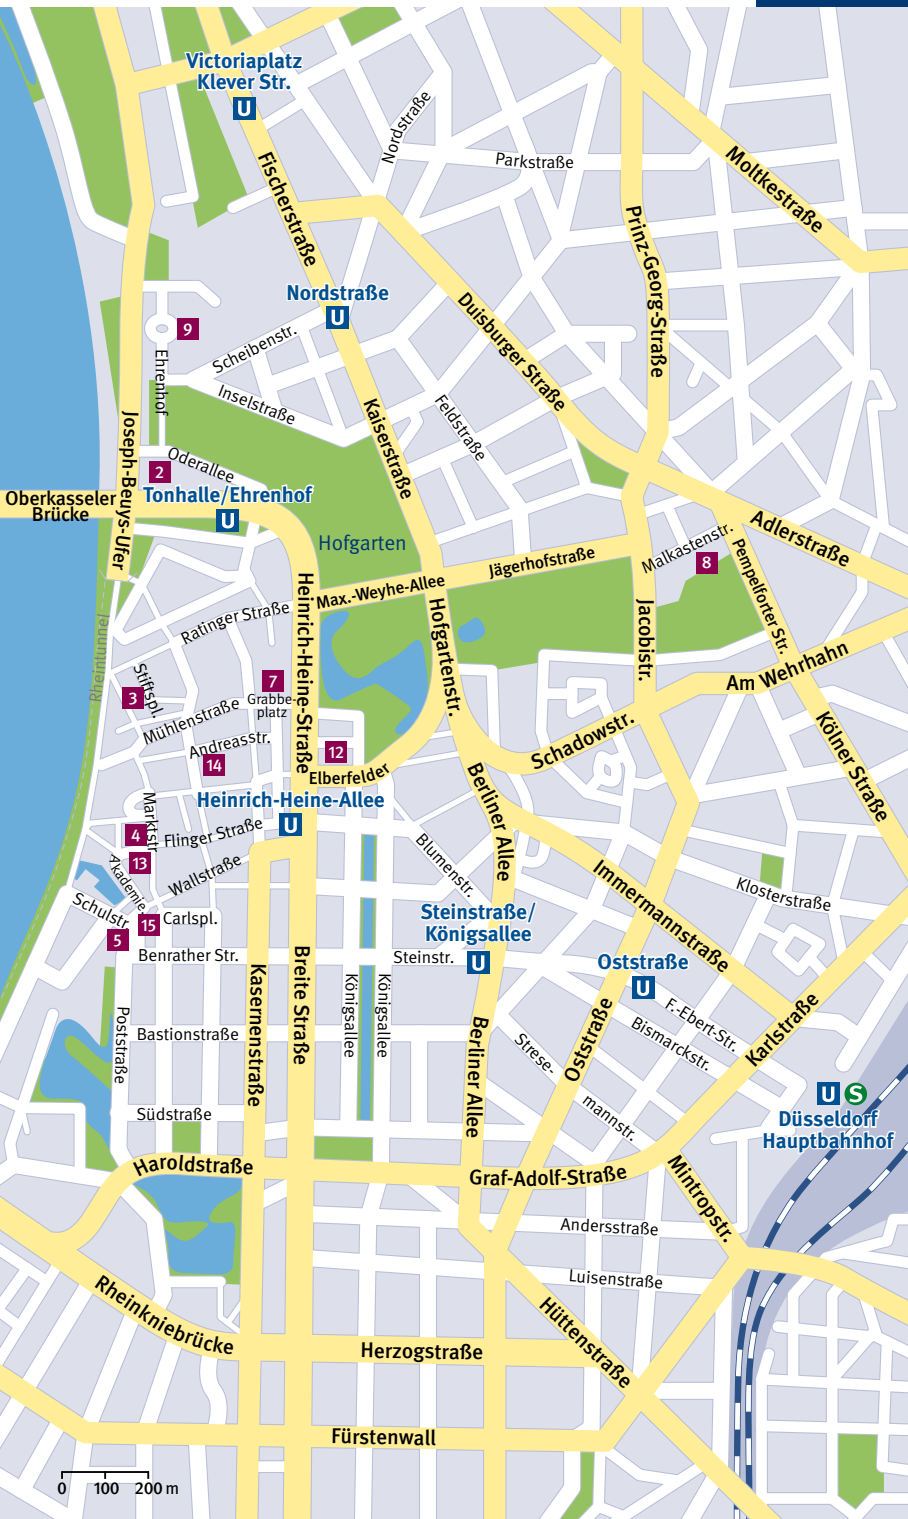 Victoriaplatz
Klever Str.
U
Nordstraße
Parkstraße
Moltkestraße
Fischerstraße
Prinz-Georg-Straße
Nordstraße
U
Duisburger Straße
9
Scheibenstr.
Ehrenhof
Inselstraße
Kaiserstraße
Feldstraße
Joseph-Beuys-Ufer
Oderallee
2
Oberkasseler
Brücke
Tonhalle/Ehrenhof
U
Hofgarten
Adlerstraße
Malkastenstr.
8
Pempelforter Str.
Jägerhofstraße
Max.-Weyhe-Allee
Heinrich-Heine-Straße
Hofgartenstr.
Jacobistr.
Ratinger Straße
Rheintunnel
Am Wehrhahn
Stiftspl.
3
7
Grabbe-
platz
Mühlenstraße
Andreasstr.
14
12
Elberfelder
Schadowstr.
Kölner Straße
Berliner Allee
Heinrich-Heine-Allee
U
Marktstr.
4
Flinger Straße
13
Akademie
Wallstraße
Blumenstr.
Immermannstraße
Klosterstraße
Schulstr.
15
Carlspl.
5
Steinstraße/
Königsallee
U
Benrather Str.
Steinstr.
Oststraße
U
Kasernenstraße
Breite Straße
Königsallee
Königsallee
F.-Ebert-Str.
Bismarckstr.
Karlstraße
Oststraße
Poststraße
Bastionstraße
Berliner Allee
Strese-
mannstr.
U
S
Düsseldorf
Hauptbahnhof
Südstraße
Haroldstraße
Graf-Adolf-Straße
Mintropstr.
Andersstraße
Luisenstraße
Rheinkniebrücke
Hüttenstraße
Herzogstraße
Fürstenwall
0 100 200 m